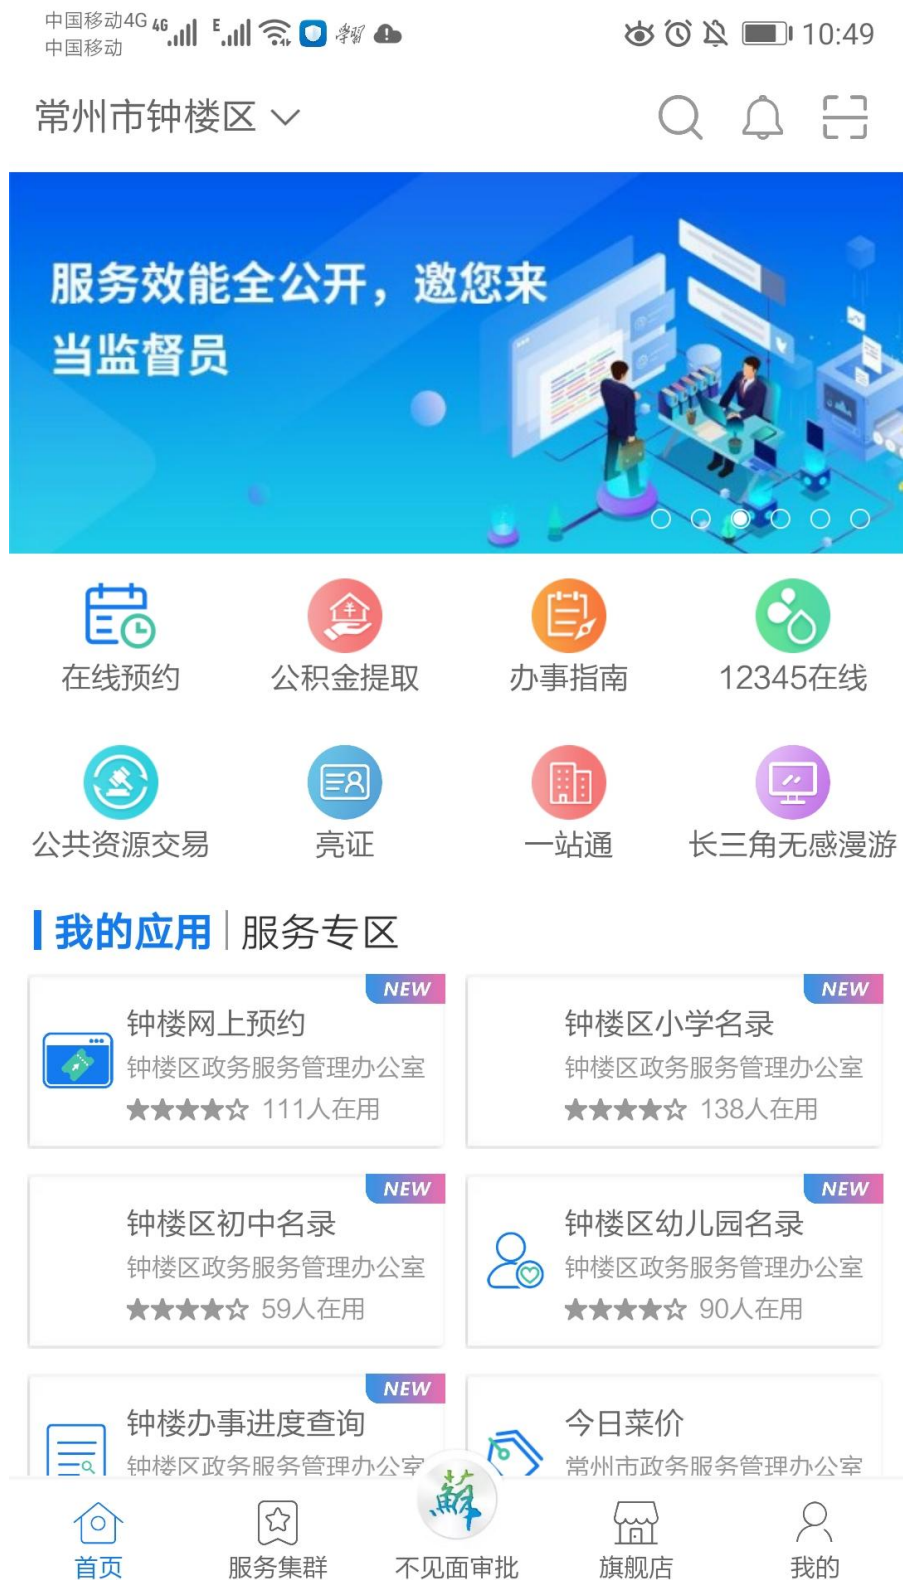 中国移动4G 4G E 10:49
中国移动
常州市钟楼区
服务效能全公开，邀您来
当监督员
在线预约 公积金提取 办事指南 12345在线
公共资源交易 亮证 一站通 长三角无感漫游
我的应用 服务专区
NEW NEW
钟楼网上预约 钟楼区小学名录
钟楼区政务服务管理办公室 钟楼区政务服务管理办公室
111人在用 138人在用
NEW NEW
钟楼区初中名录 钟楼区幼儿园名录
钟楼区政务服务管理办公室 钟楼区政务服务管理办公室
59人在用 90人在用
NEW
钟楼办事进度查询 今日菜价
钟楼区政务服务管理办公室 常州市政务服务管理办公室
蘇
首页 服务集群 不见面审批 旗舰店 我的